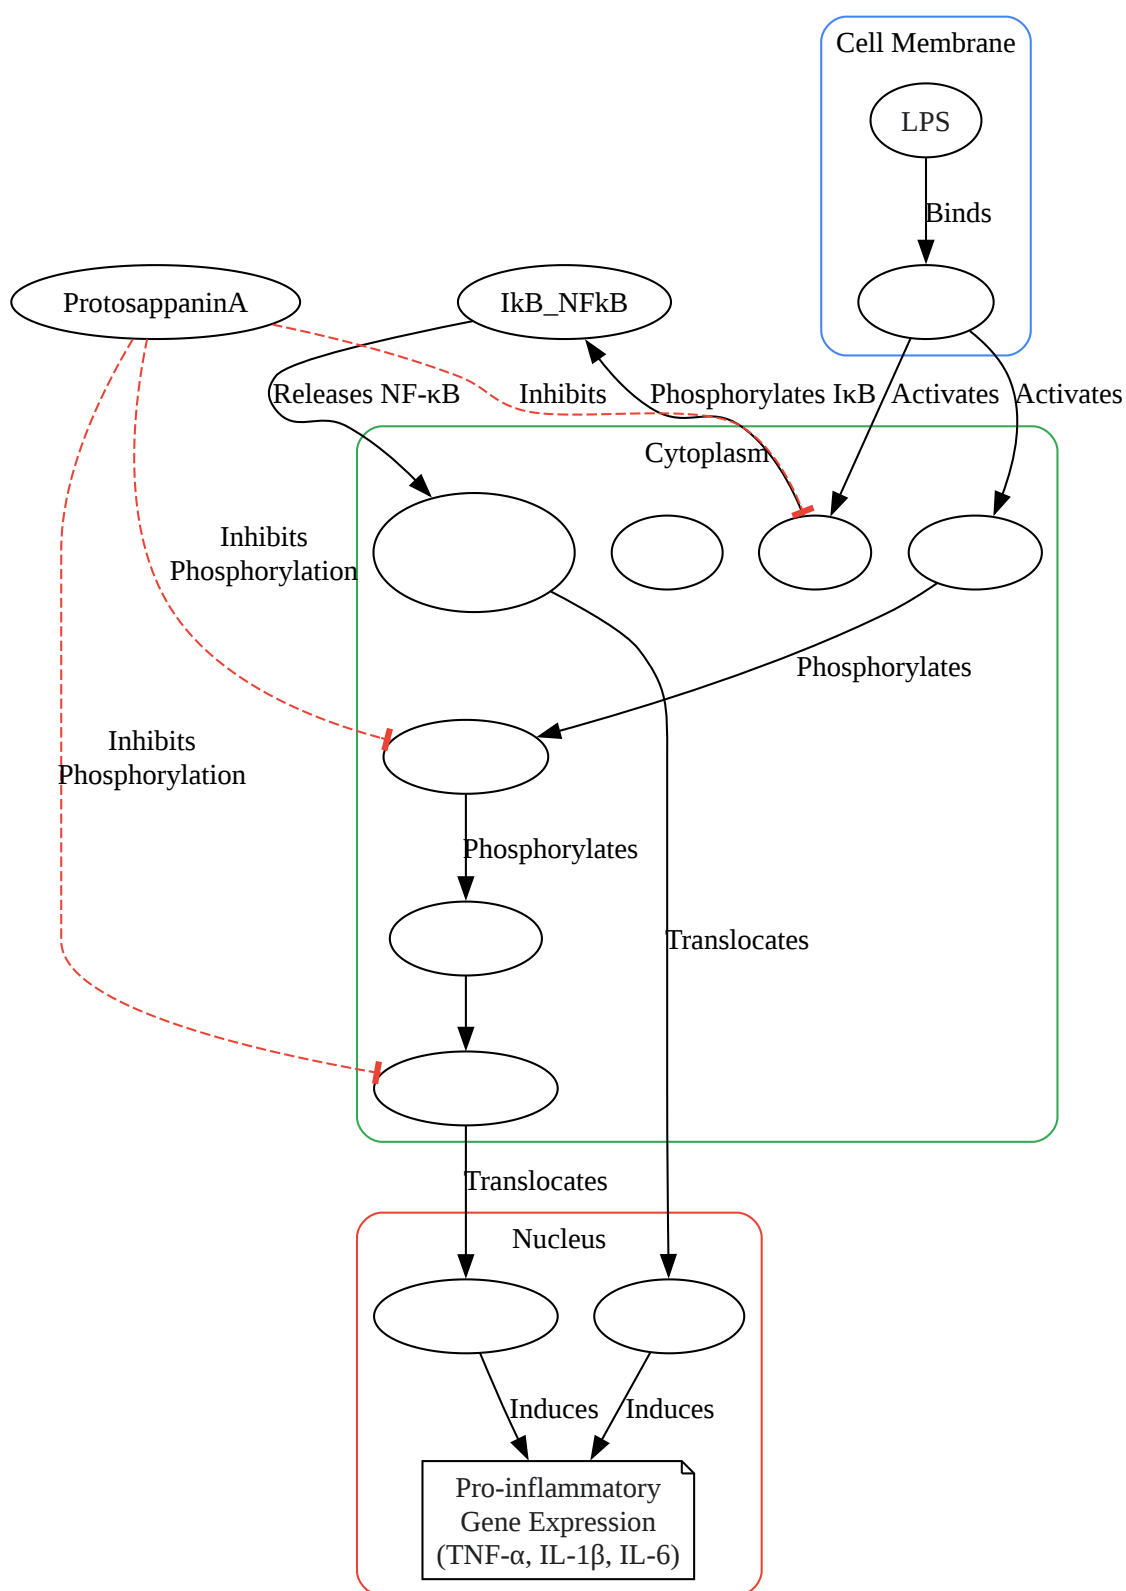 Cell Membrane
LPS
Binds
ProtosappaninA
IkB_NFkB
Releases NF-κB
Inhibits
Phosphorylates IκB
Activates
Activates
Cytoplasm
Inhibits
Phosphorylation
Phosphorylates
Inhibits
Phosphorylation
Phosphorylates
Translocates
Translocates
Nucleus
Induces
Induces
Pro-inflammatory
Gene Expression
(TNF-α, IL-1β, IL-6)